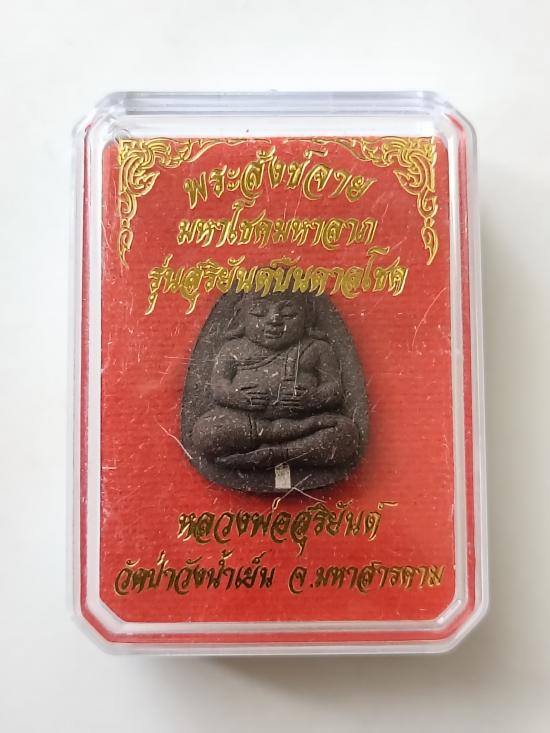 พระสังข์จาย
มหาโชคมหาลาภ
รุ่นสุริยันต์บันดาลโชค
หลวงพ่อสุริยันต์
วัดป่าวังน้ำเย็น จ.มหาสารคาม